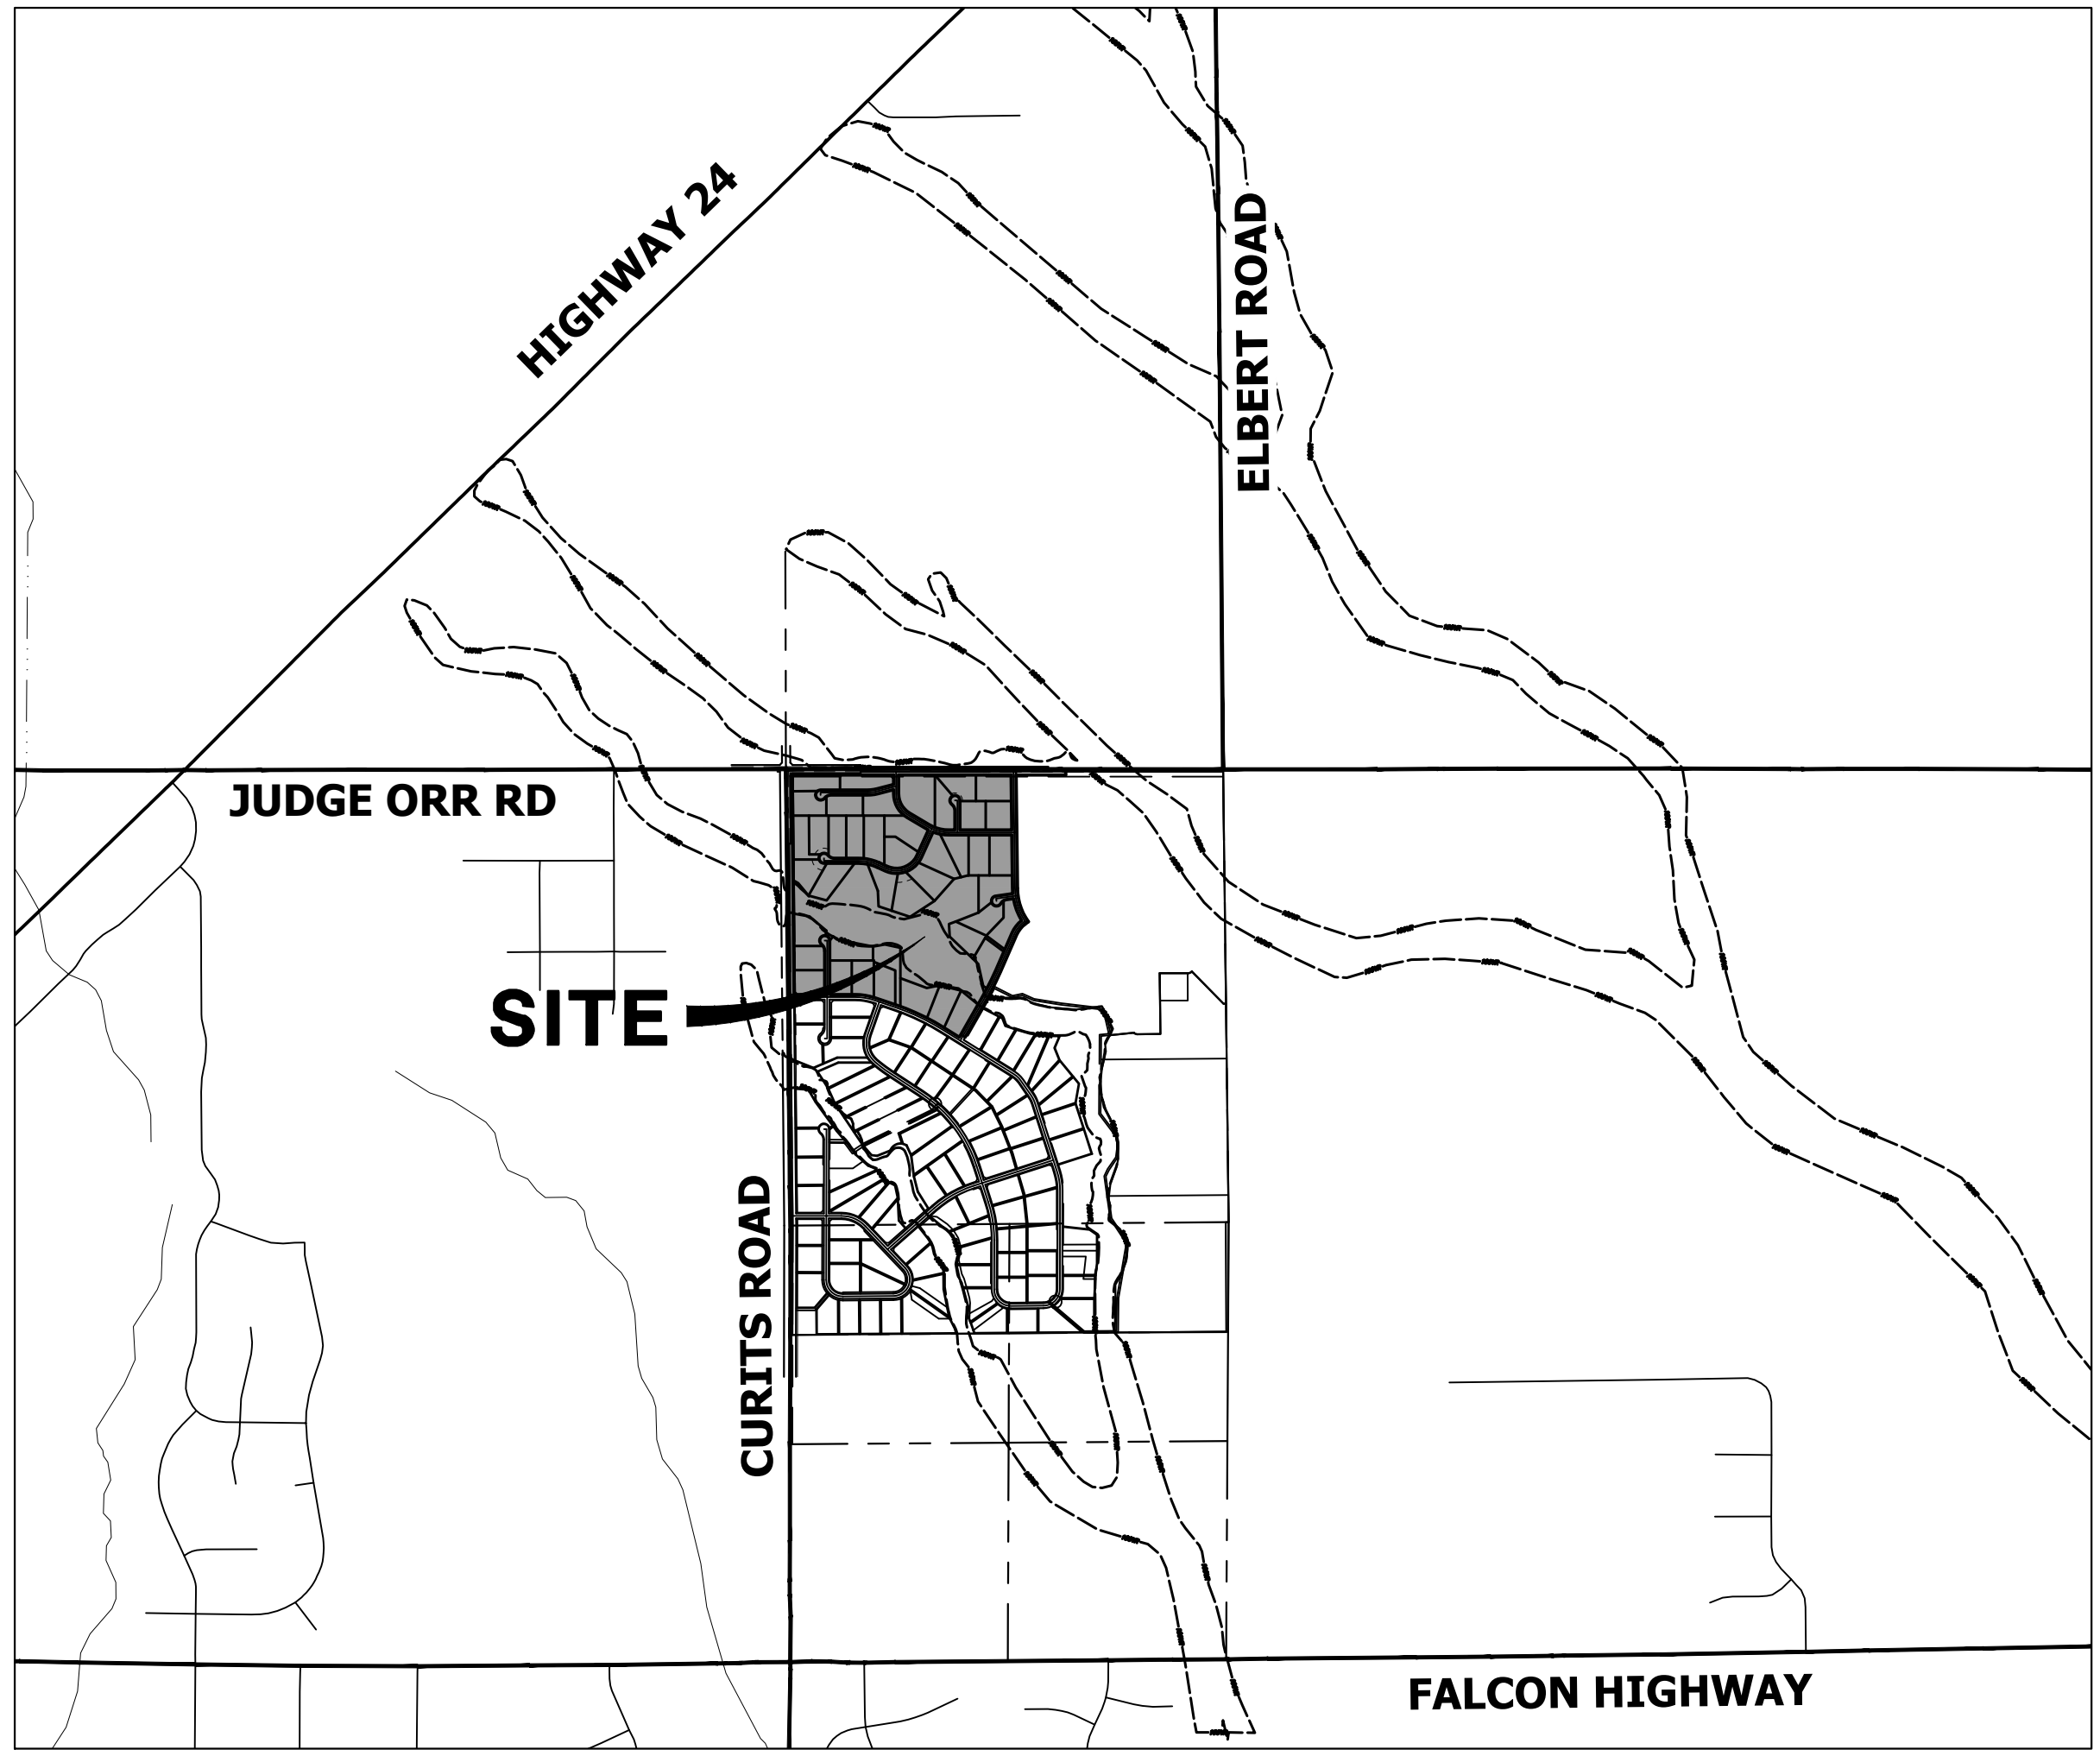 HIGHWAY 24
ELBERT ROAD
JUDGE ORR RD
SITE
CURITS ROAD
FALCON HIGHWAY